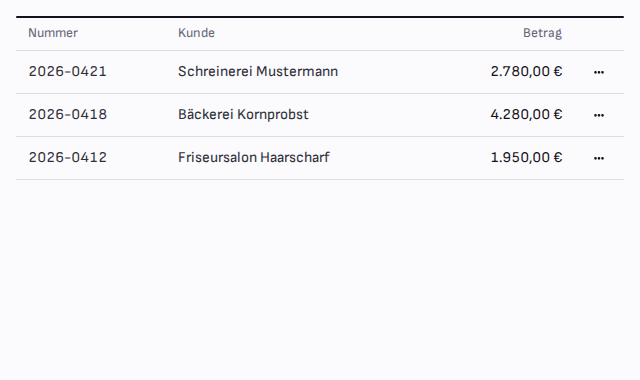 Nummer Kunde Betrag
2026-0421 Schreinerei Mustermann 2.780,00 € ···
2026-0418 Bäckerei Kornprobst 4.280,00 € ···
2026-0412 Friseursalon Haarscharf 1.950,00 € ···